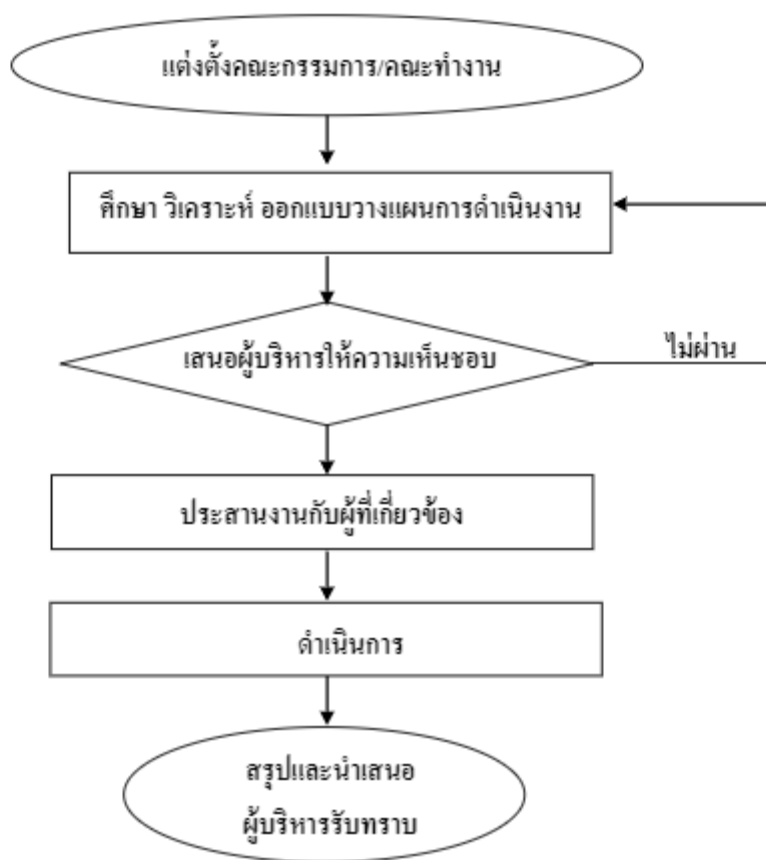 แต่งตั้งคณะกรรมการ/คณะทำงาน
ศึกษา วิเคราะห์ ออกแบบวางแผนการดำเนินงาน
เสนอผู้บริหารให้ความเห็นชอบ
ไม่ผ่าน
ประสานงานกับผู้ที่เกี่ยวข้อง
ดำเนินการ
สรุปและนำเสนอ
ผู้บริหารรับทราบ